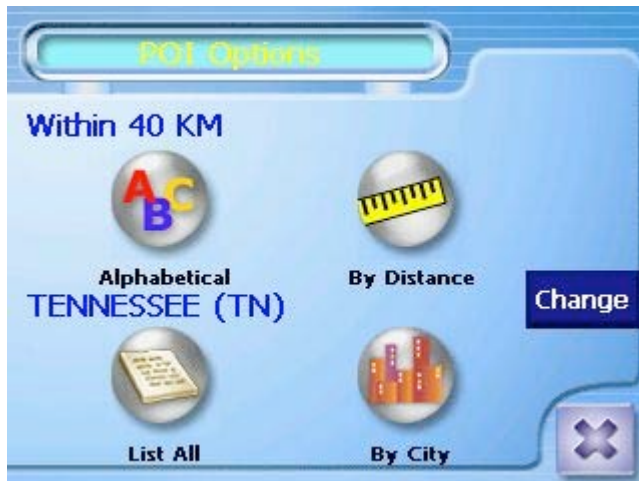 POI Options
Within 40 KM
A B C
Alphabetical
By Distance
TENNESSEE (TN)
Change
List All
By City